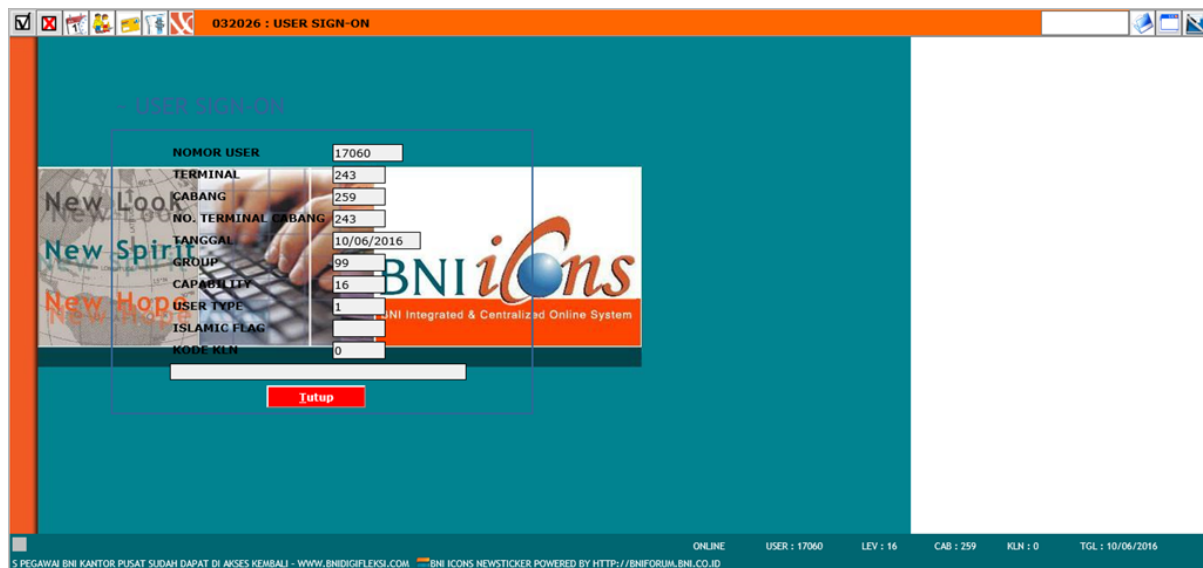 032026 : USER SIGN-ON
- USER SIGN-ON
NOMOR USER 17060
TERMINAL 243
CABANG 259
NO. TERMINAL CABANG 243
TANGGAL 10/06/2016
GROUP 99
CAPABILITY 16
USER TYPE 1
ISLAMIC FLAG
KODE KLN 0
Tutup
New Look
New Spirit
New Hope
BNI icons
BNI Integrated & Centralized Online System
ONLINE USER : 17060 LEV : 16 CAB : 259 KLN : 0 TGL : 10/06/2016
S PEGAWAI BNI KANTOR PUSAT SUDAH DAPAT DI AKSES KEMBALI - WWW.BNIDIGIFLEKSI.COM BNI ICONS NEWSTICKER POWERED BY HTTP://BNIFORUM.BNI.CO.ID